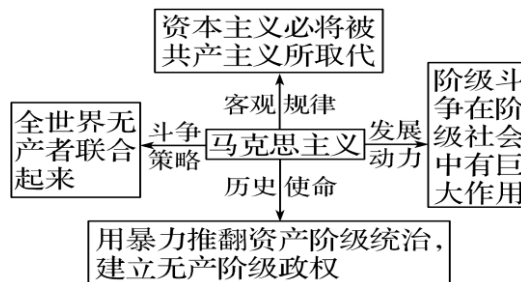 资本主义必将被
共产主义所取代
客观 规律
全世界无
产者联合
起来
斗争
策略
马克思主义
发展
动力
阶级斗
争在阶
级社会
中有巨
大作用
历史 使命
用暴力推翻资产阶级统治，
建立无产阶级政权